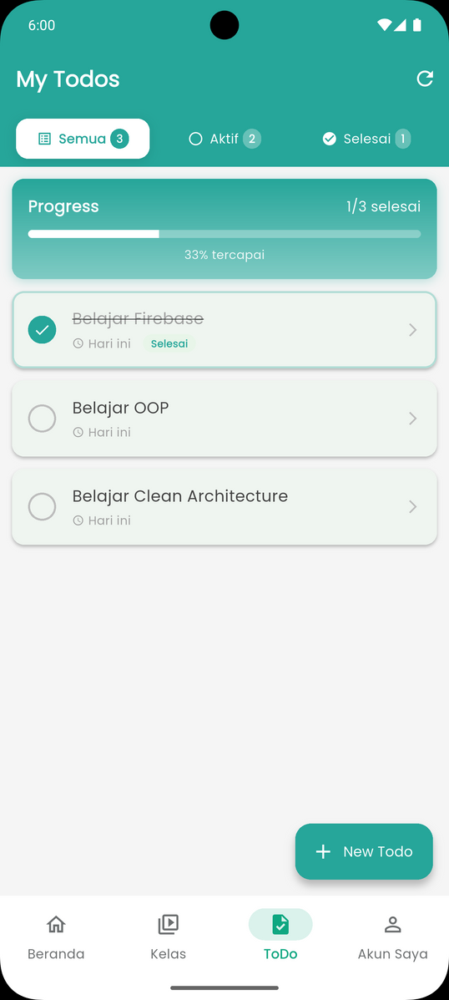 6:00
My Todos
Semua 3 Aktif 2 Selesai 1
Progress 1/3 selesai
33% tercapai
Belajar Firebase
Hari ini Selesai
Belajar OOP
Hari ini
Belajar Clean Architecture
Hari ini
New Todo
Beranda Kelas ToDo Akun Saya